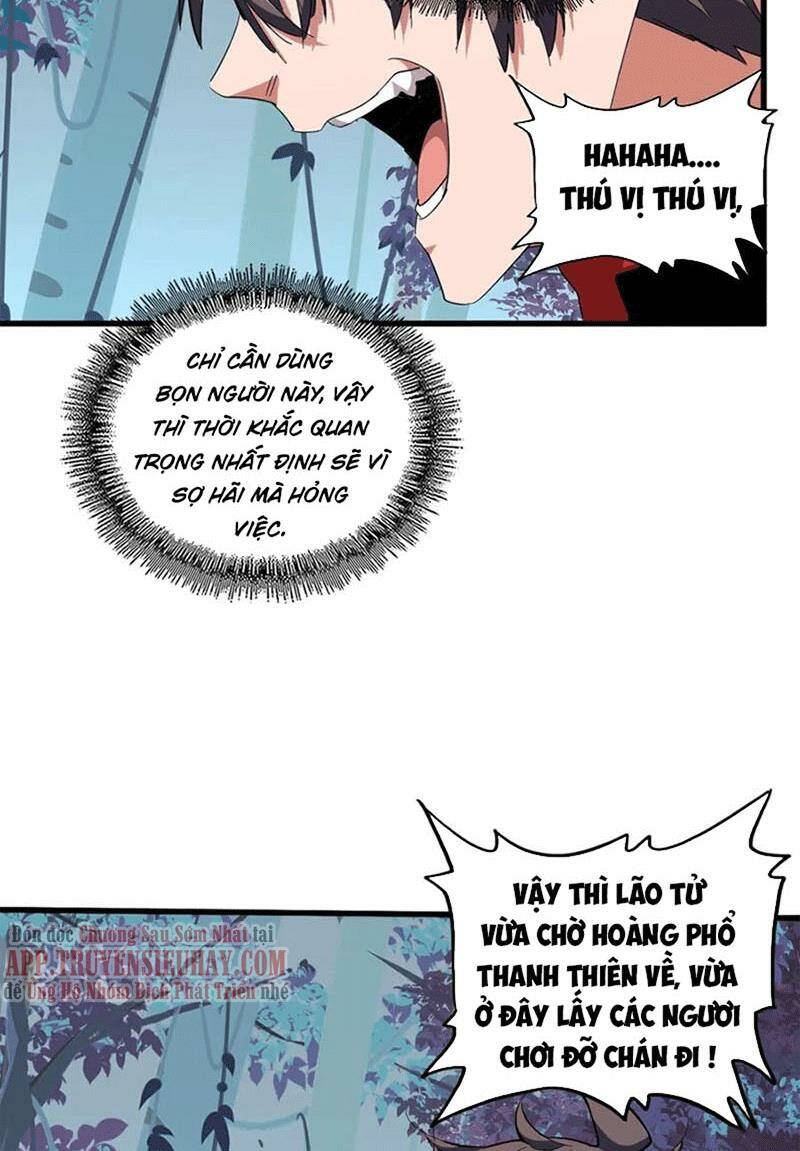 HAHAHA....
THÚ VỊ THÚ VỊ,
CHỈ CẦN DÙNG
BỌN NGƯỜI NÀY, VẬY
THÌ THỜI KHẮC QUAN
TRỌNG NHẤT ĐỊNH SẼ VÌ
SỢ HÃI MÀ HỎNG
VIỆC.
VẬY THÌ LÃO TỬ
VỪA CHỜ HOÀNG PHỔ
THANH THIÊN VỀ, VỪA
Ở ĐÂY LẤY CÁC NGƯƠI
CHƠI ĐỠ CHÁN ĐI !
Đón đọc Chương Sau Sớm Nhất tại
APP.TRUYENSIEUHAY.COM
để Ủng Hộ Nhóm Dịch Phát Triển nhé